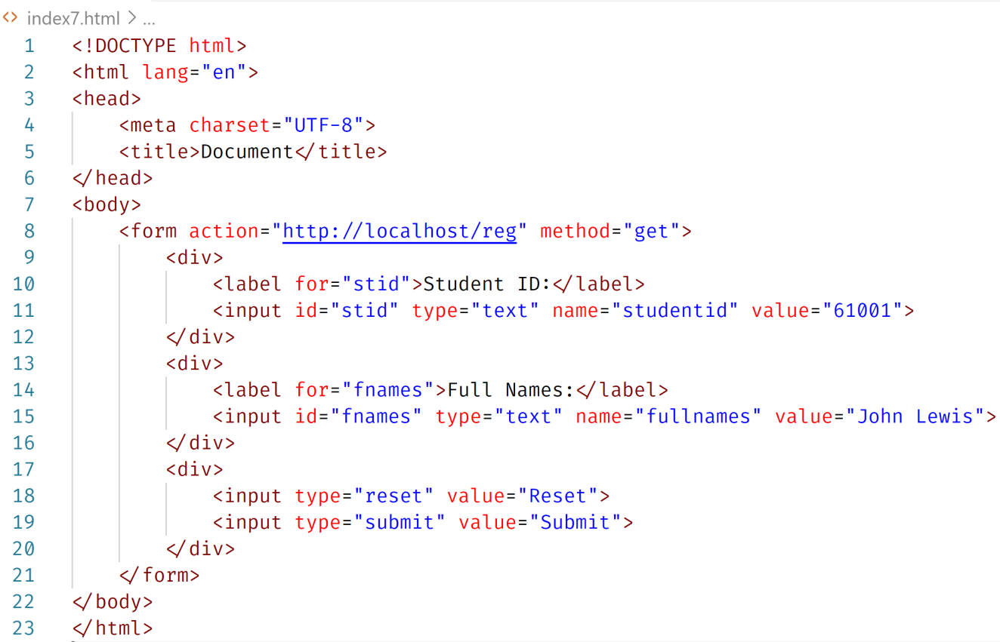 <> index7.html > ...
1 <!DOCTYPE html>
2 <html lang="en">
3 <head>
4     <meta charset="UTF-8">
5     <title>Document</title>
6 </head>
7 <body>
8     <form action="http://localhost/reg" method="get">
9         <div>
10             <label for="stid">Student ID:</label>
11             <input id="stid" type="text" name="studentid" value="61001">
12         </div>
13         <div>
14             <label for="fnames">Full Names:</label>
15             <input id="fnames" type="text" name="fullnames" value="John Lewis">
16         </div>
17         <div>
18             <input type="reset" value="Reset">
19             <input type="submit" value="Submit">
20         </div>
21     </form>
22 </body>
23 </html>